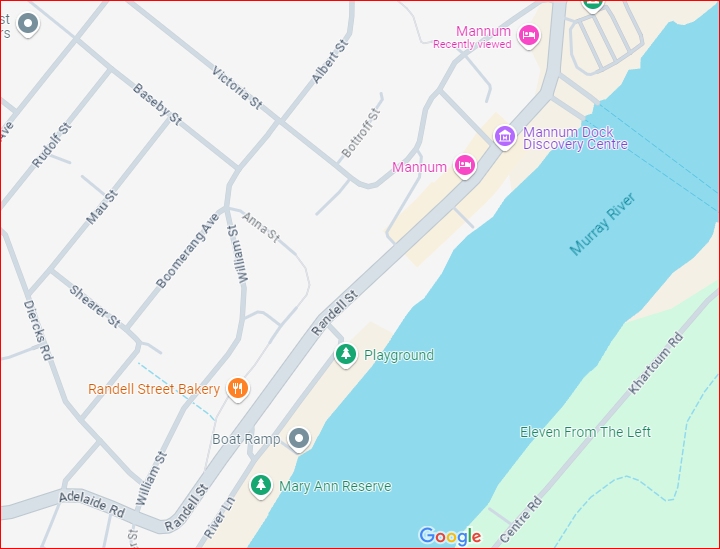 Mannum
Recently viewed
Albert St
Victoria St
Baseby St
Rudolf St
Ave
Bottroff St
Mannum Dock
Discovery Centre
Mannum
Mau St
Anna St
Murray River
Boomerang Ave
William St
Shearer St
Diercks Rd
Randell St
Playground
Khartoum Rd
Randell Street Bakery
Boat Ramp
Eleven From The Left
William St
Mary Ann Reserve
Adelaide Rd
Randell St
River Ln
Centre Rd
Google